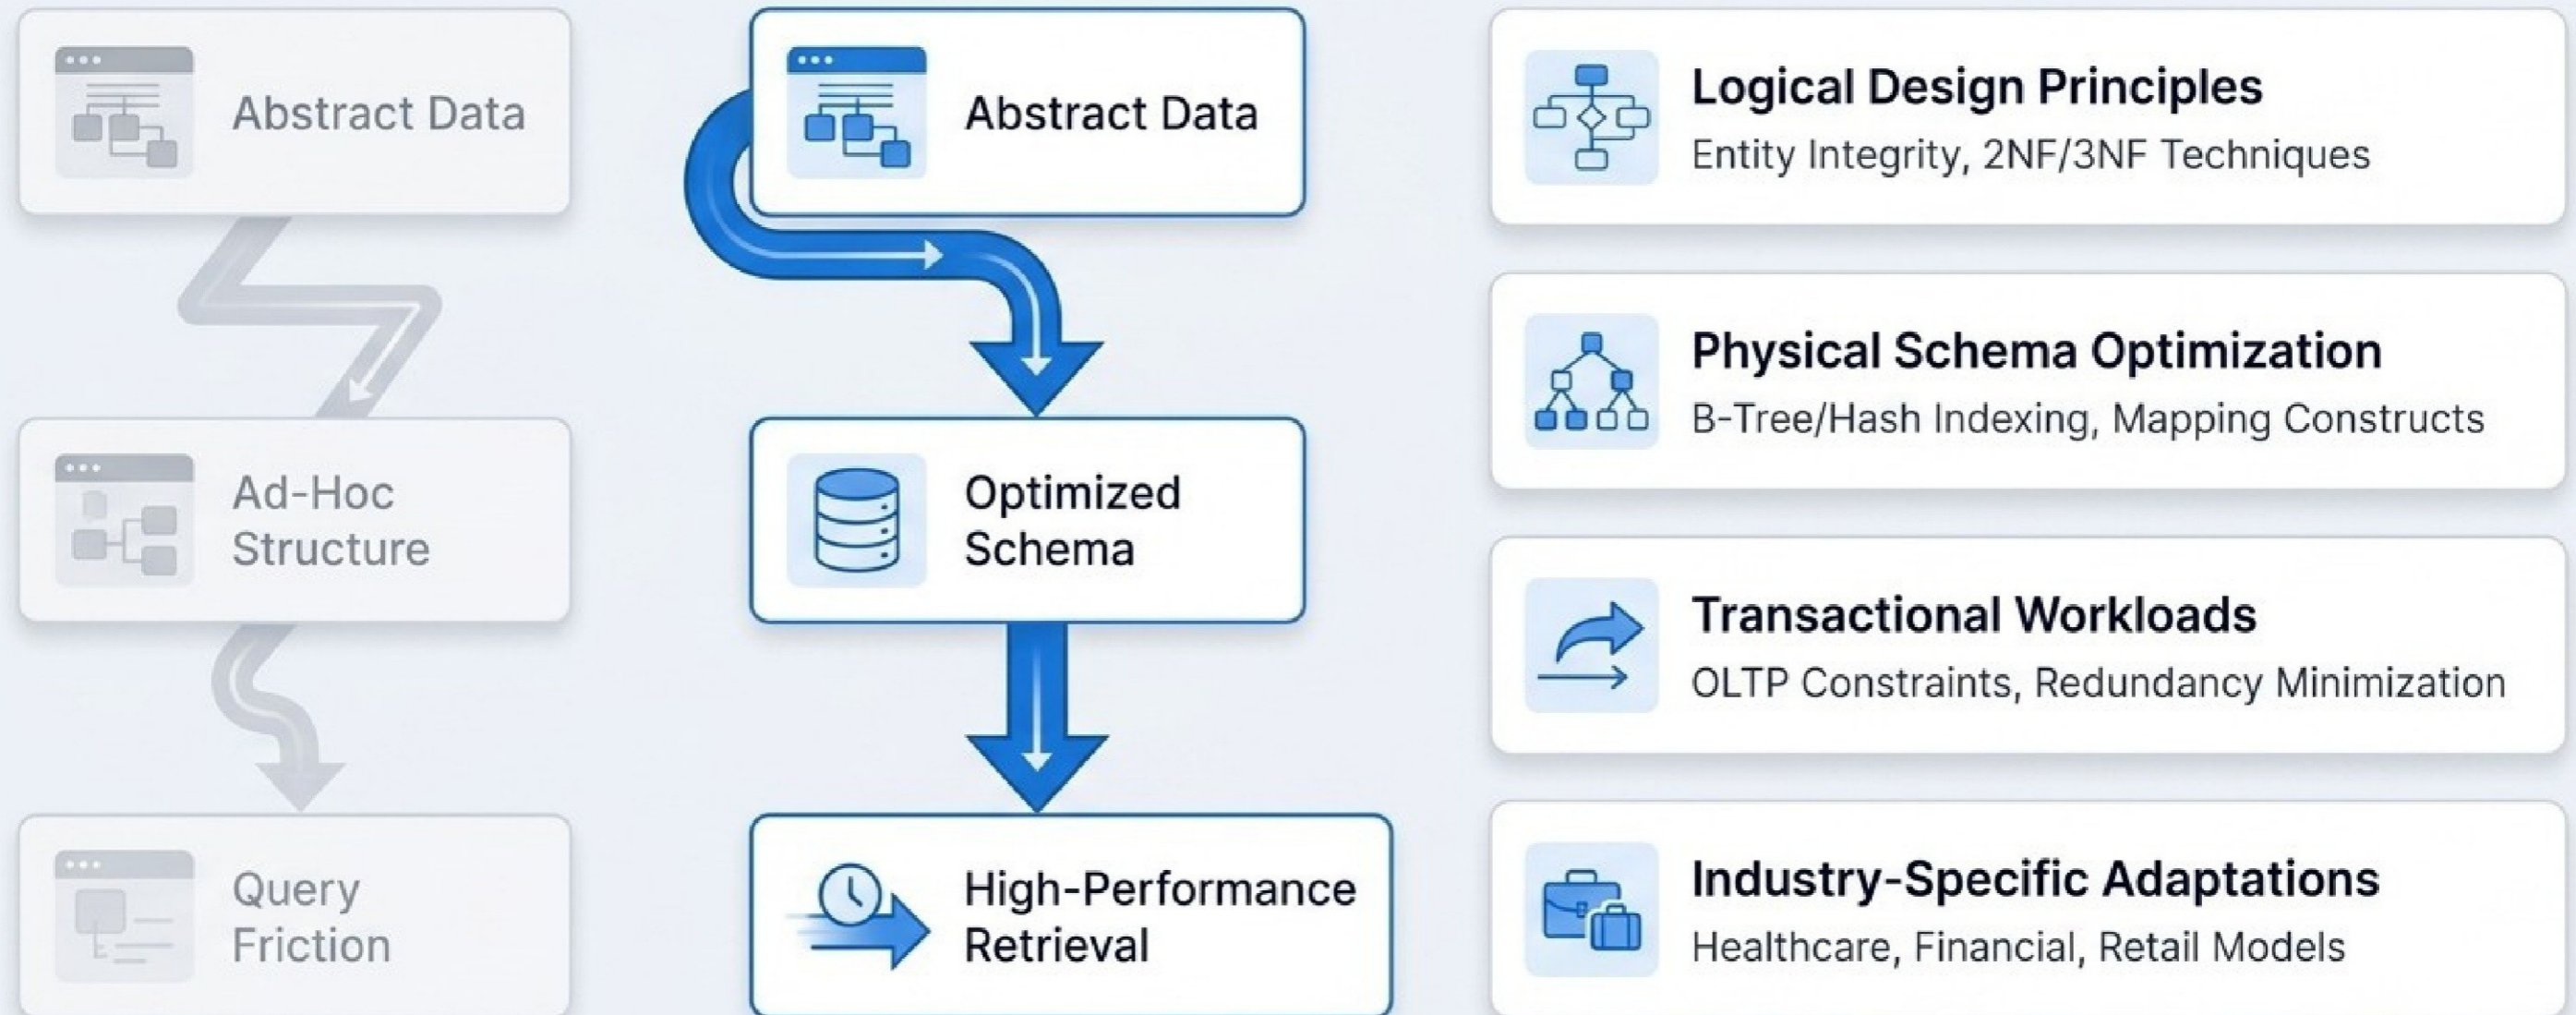 Abstract Data
Ad-Hoc
Structure
Query
Friction
Abstract Data
Optimized
Schema
High-Performance
Retrieval
Logical Design Principles
Entity Integrity, 2NF/3NF Techniques
Physical Schema Optimization
B-Tree/Hash Indexing, Mapping Constructs
Transactional Workloads
OLTP Constraints, Redundancy Minimization
Industry-Specific Adaptations
Healthcare, Financial, Retail Models